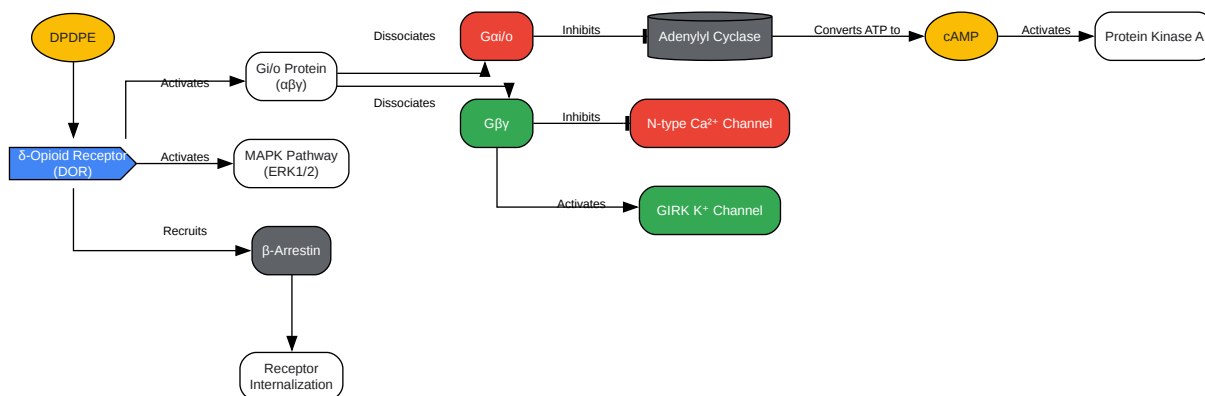 DPDPE
Dissociates
Gαi/o
Inhibits
Adenylyl Cyclase
Converts ATP to
cAMP
Activates
Protein Kinase A
Gi/o Protein
(αβγ)
Activates
Dissociates
Gβγ
Inhibits
N-type Ca²⁺ Channel
δ-Opioid Receptor
(DOR)
Activates
MAPK Pathway
(ERK1/2)
Activates
GIRK K⁺ Channel
Recruits
β-Arrestin
Receptor
Internalization